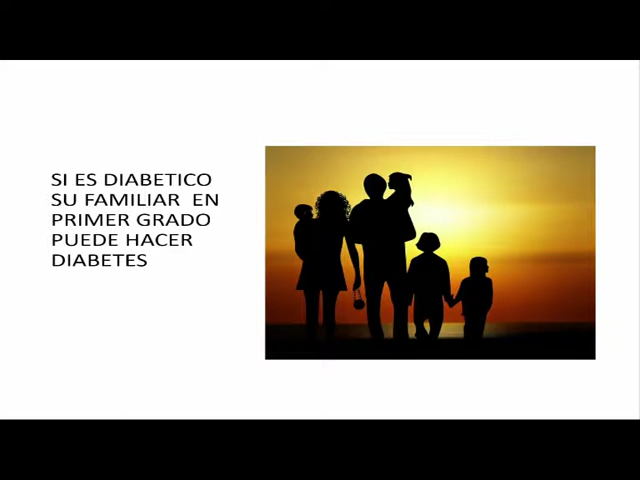 SI ES DIABETICO
SU FAMILIAR  EN
PRIMER GRADO
PUEDE HACER
DIABETES